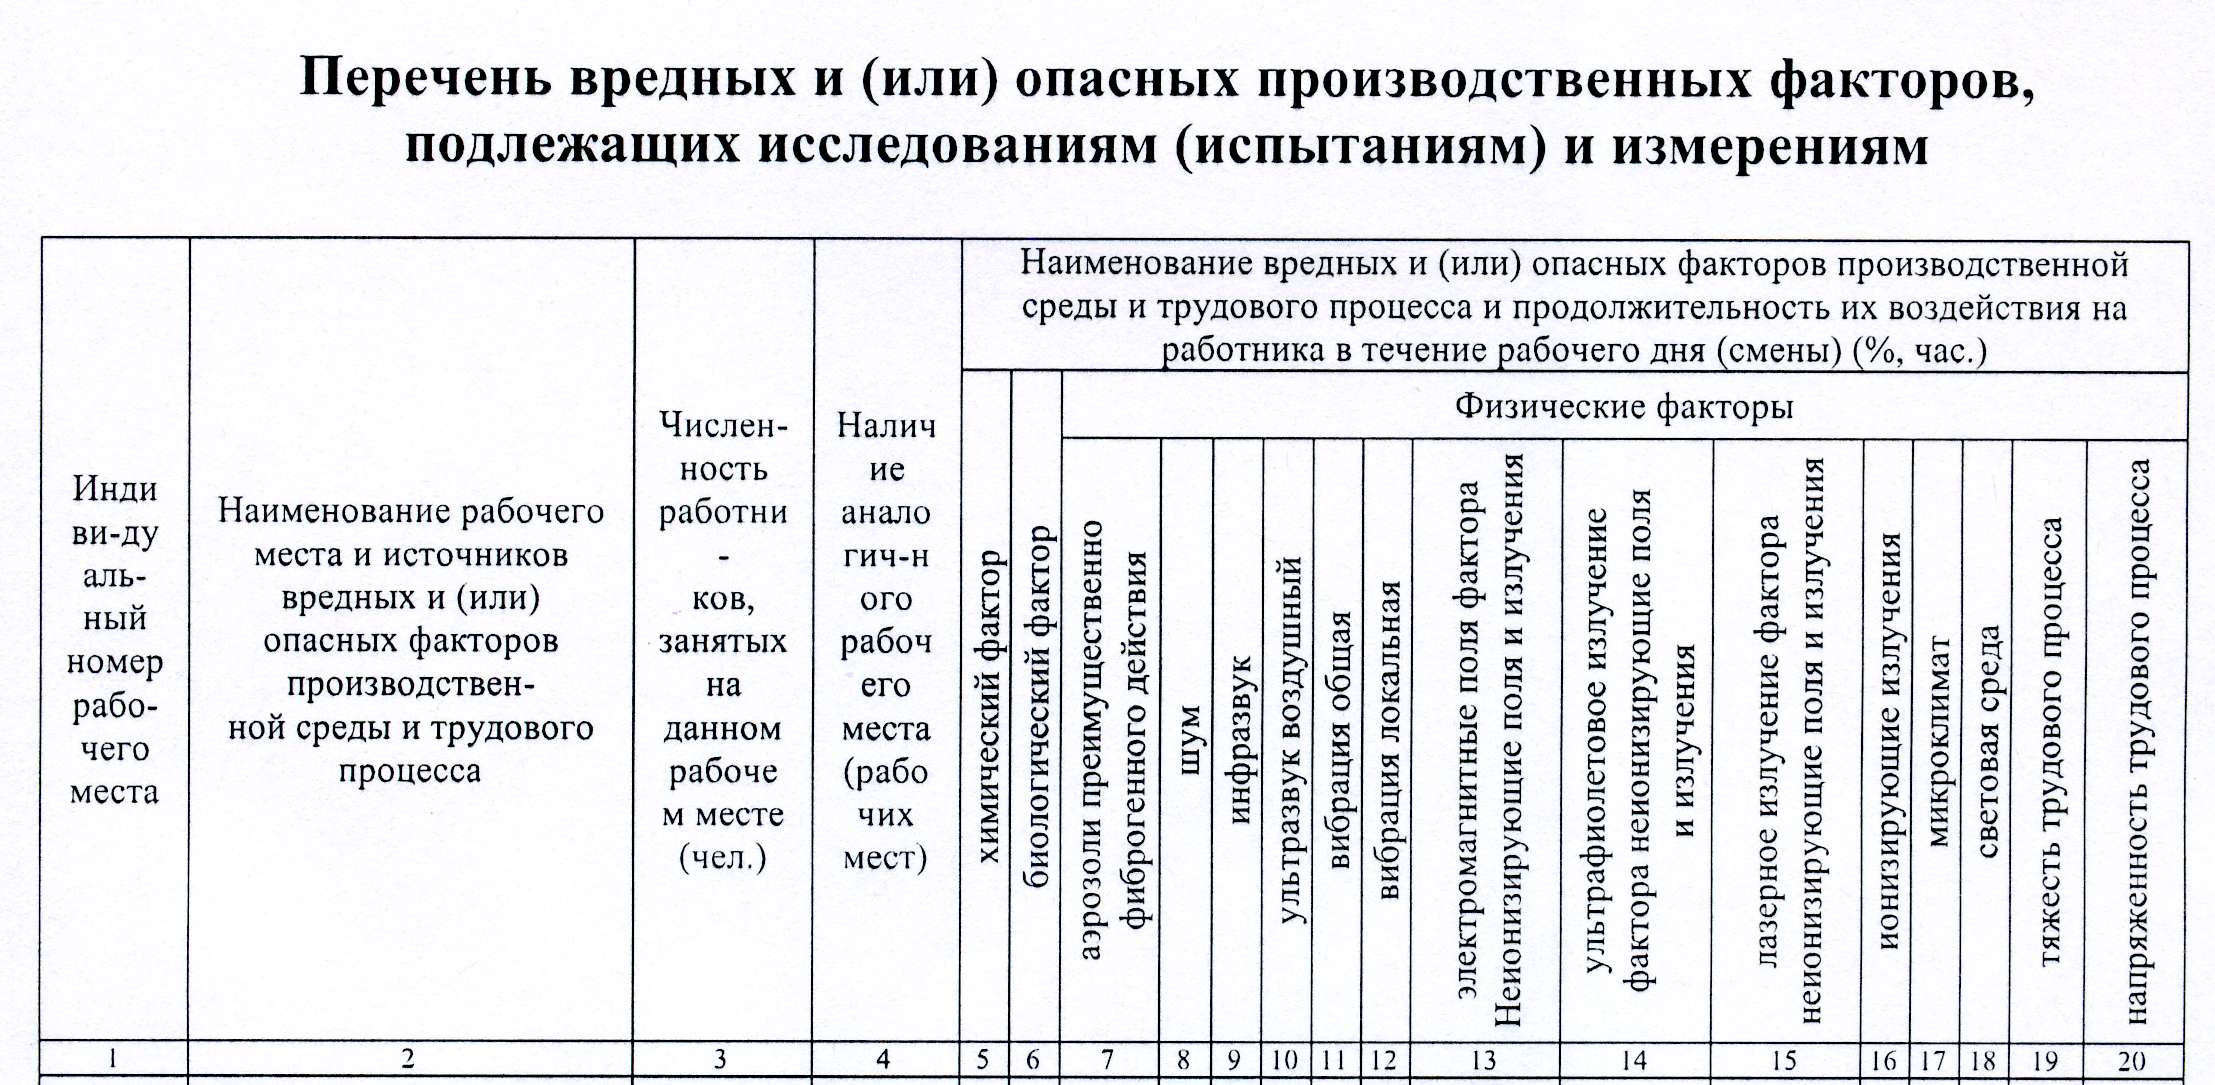 Перечень вредных и (или) опасных производственных факторов,
подлежащих исследованиям (испытаниям) и измерениям
Инди
ви-ду
аль-
ный
номер
рабо-
чего
места
Наименование рабочего
места и источников
вредных и (или)
опасных факторов
производствен-
ной среды и трудового
процесса
Числен-
ность
работни
-
ков,
занятых
на
данном
рабоче
м месте
(чел.)
Налич
ие
анало
гич-н
ого
рабоч
его
места
(рабо
чих
мест)
Наименование вредных и (или) опасных факторов производственной
среды и трудового процесса и продолжительность их воздействия на
работника в течение рабочего дня (смены) (%, час.)
химический фактор
биологический фактор
Физические факторы
аэрозоли преимущественно
фиброгенного действия
шум
инфразвук
ультразвук воздушный
вибрация общая
вибрация локальная
электромагнитные поля фактора
Неионизирующие поля и излучения
ультрафиолетовое излучение
фактора неионизирующие поля
и излучения
лазерное излучение фактора
неионизирующие поля и излучения
ионизирующие излучения
микроклимат
световая среда
тяжесть трудового процесса
напряженность трудового процесса
1 2 3 4 5 6 7 8 9 10 11 12 13 14 15 16 17 18 19 20